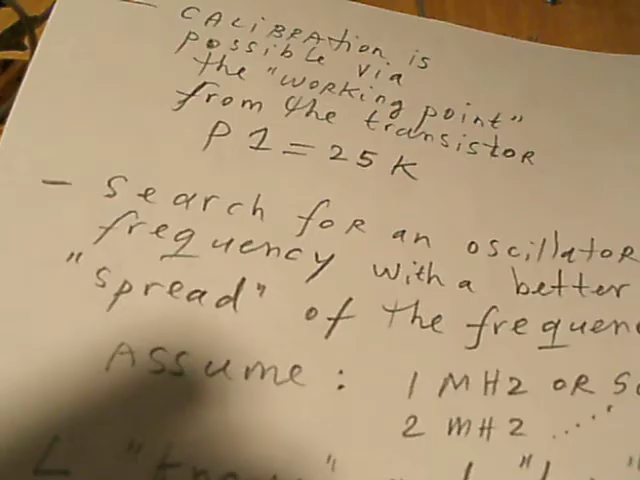 - CALiBRAtion is
possible via
the "WORKing point"
from the transistoR
P1 = 25K
- Search foR an oscillatoR
frequency with a better
"spread" of the frequen
ASSume: 1 MHz OR
2 MHz ....